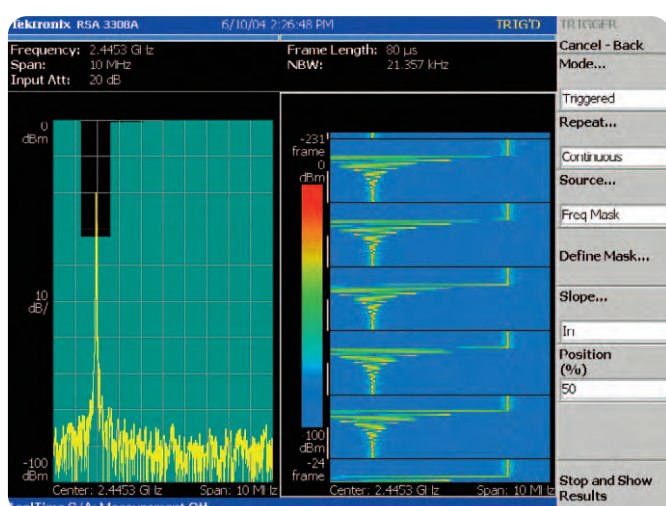 Tektronix RSA 3308A 6/10/04 2:26:48 PM TRIG'D TRIGGER
Frequency: 2.4453 GHz
Span: 10 MHz
Input Att: 20 dB
Frame Length: 80 µs
NBW: 21.357 kHz
Cancel - Back
Mode...
Triggered
Repeat...
Continuous
Source...
Freq Mask
Define Mask...
Slope...
In
Position
(%)
50
Stop and Show
Results
0
dBm
10
dB/
-100
dBm
Center: 2.4453 GHz Span: 10 MHz
-231
frame
0
dBm
-100
dBm
-24
frame
Center: 2.4453 GHz Span: 10 MHz